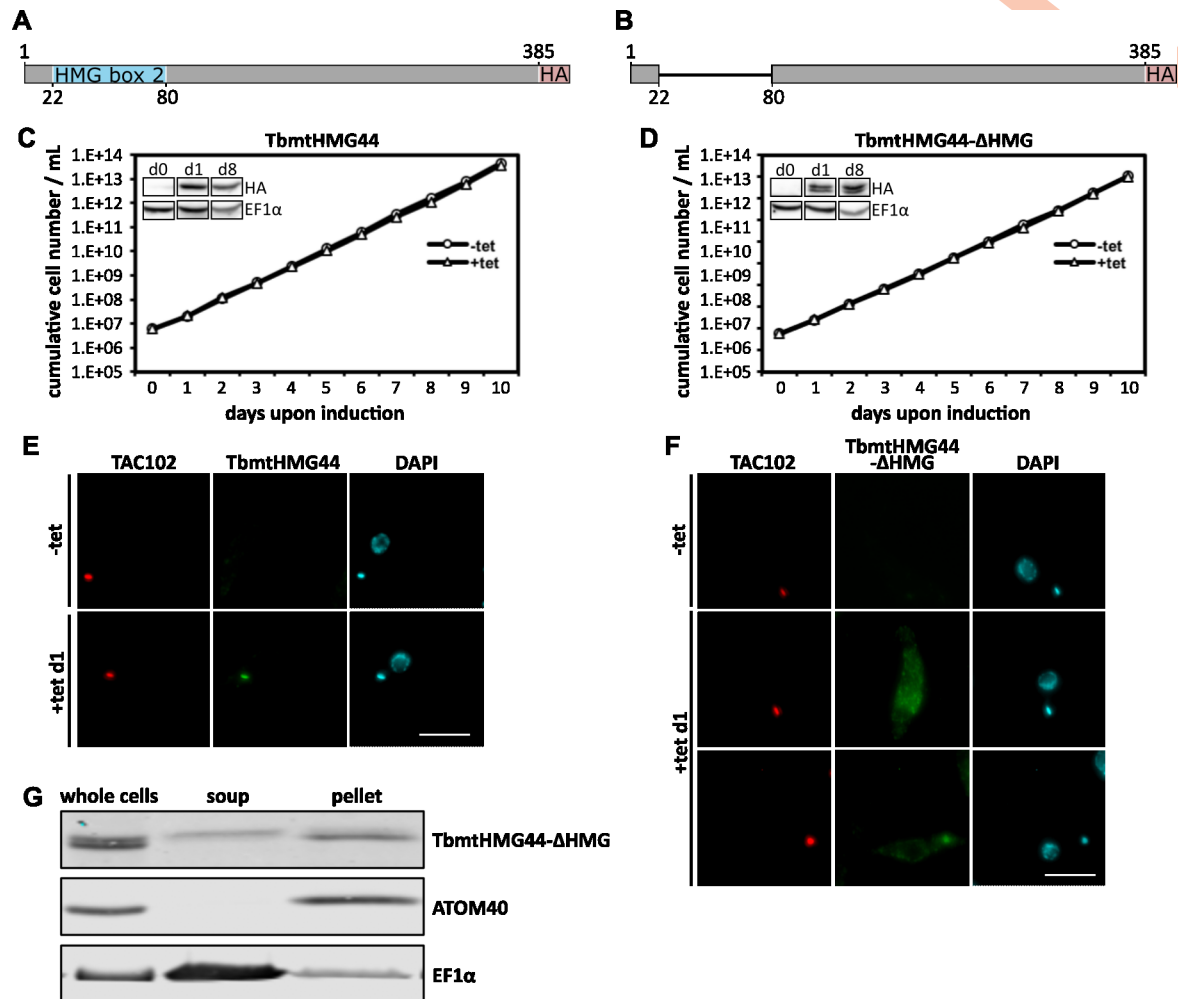 A
1 385
HMG box 2 HA
22 80
B
1 385
HA
22 80
C
TbmtHMG44
cumulative cell number / mL
1.E+14
1.E+13
1.E+12
1.E+11
1.E+10
1.E+09
1.E+08
1.E+07
1.E+06
1.E+05
d0 d1 d8
HA
EF1α
-tet
+tet
0 1 2 3 4 5 6 7 8 9 10
days upon induction
D
TbmtHMG44-ΔHMG
cumulative cell number / mL
1.E+14
1.E+13
1.E+12
1.E+11
1.E+10
1.E+09
1.E+08
1.E+07
1.E+06
1.E+05
d0 d1 d8
HA
EF1α
-tet
+tet
0 1 2 3 4 5 6 7 8 9 10
days upon induction
E
TAC102 TbmtHMG44 DAPI
-tet
+tet d1
F
TAC102 TbmtHMG44 DAPI
-ΔHMG
-tet
+tet d1
G
whole cells soup pellet
TbmtHMG44-ΔHMG
ATOM40
EF1α